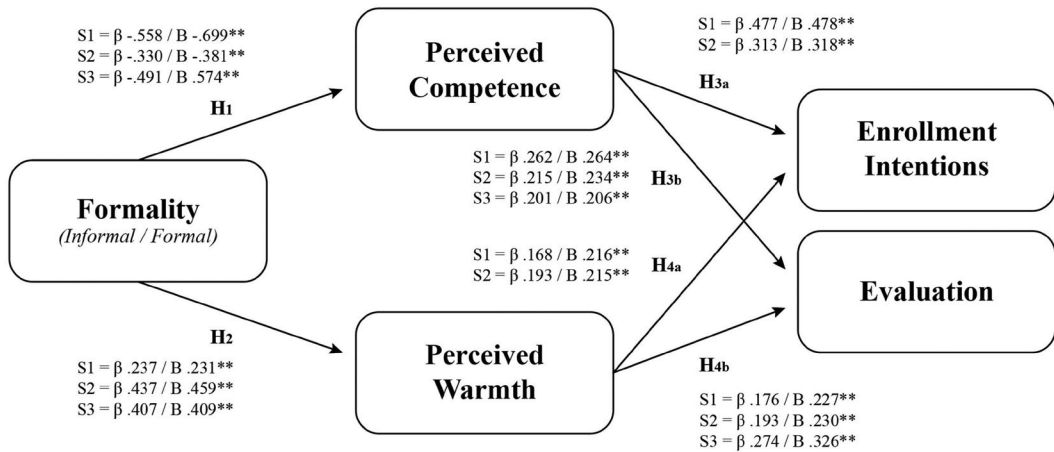 S1 = β -.558 / B -.699**
S2 = β -.330 / B -.381**
S3 = β -.491 / B .574**
H1
Perceived
Competence
S1 = β .477 / B .478**
S2 = β .313 / B .318**
H3a
Enrollment
Intentions
Formality
(Informal / Formal)
S1 = β .262 / B .264**
S2 = β .215 / B .234**
S3 = β .201 / B .206**
H3b
S1 = β .168 / B .216**
S2 = β .193 / B .215**
H4a
Evaluation
H2
S1 = β .237 / B .231**
S2 = β .437 / B .459**
S3 = β .407 / B .409**
Perceived
Warmth
H4b
S1 = β .176 / B .227**
S2 = β .193 / B .230**
S3 = β .274 / B .326**